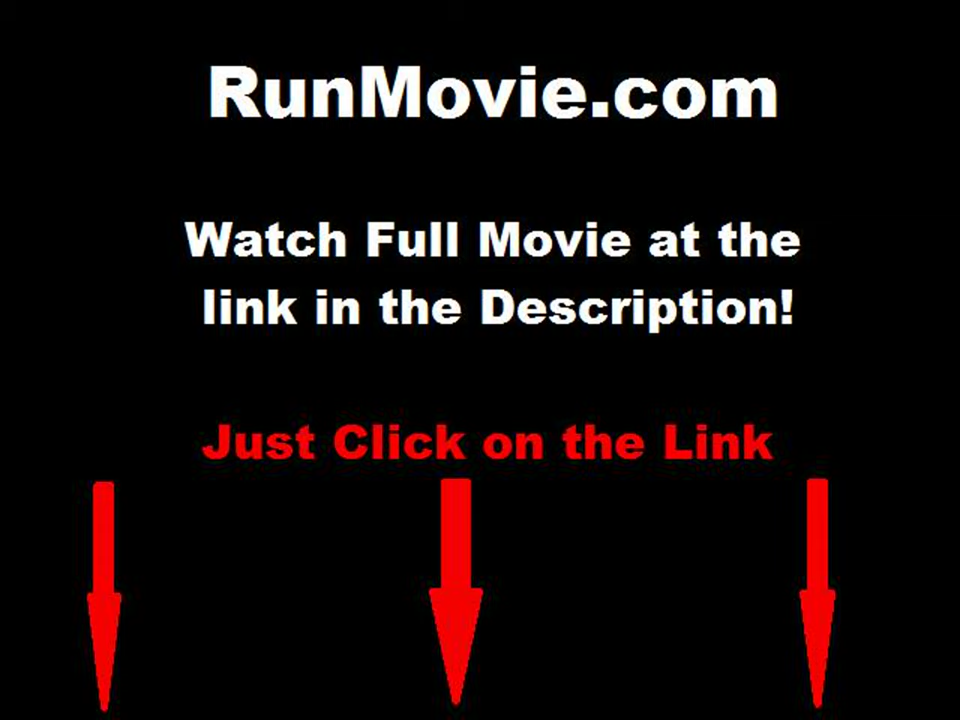 RunMovie.com
Watch Full Movie at the
link in the Description!
Just Click on the Link